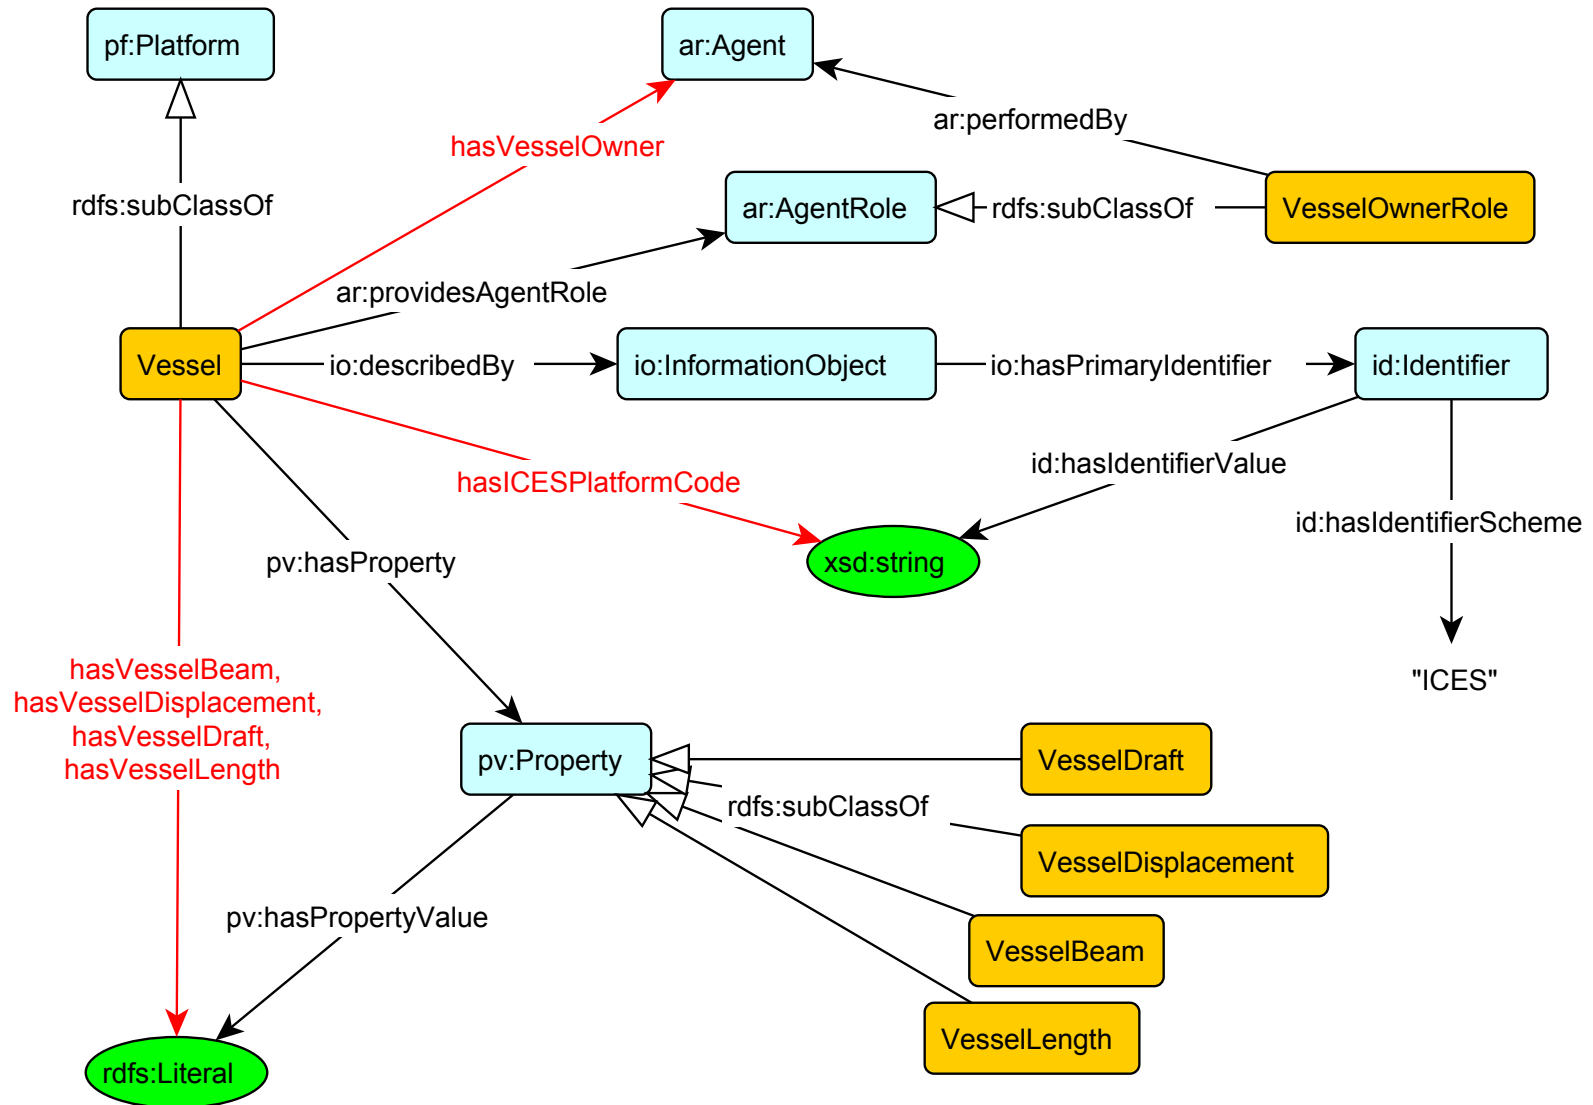 pf:Platform
ar:Agent
ar:performedBy
hasVesselOwner
rdfs:subClassOf
ar:AgentRole
rdfs:subClassOf
VesselOwnerRole
ar:providesAgentRole
Vessel
io:describedBy
io:InformationObject
io:hasPrimaryIdentifier
id:Identifier
hasICESPlatformCode
id:hasIdentifierValue
id:hasIdentifierScheme
pv:hasProperty
xsd:string
hasVesselBeam,
hasVesselDisplacement,
hasVesselDraft,
hasVesselLength
"ICES"
pv:Property
VesselDraft
rdfs:subClassOf
VesselDisplacement
pv:hasPropertyValue
VesselBeam
VesselLength
rdfs:Literal